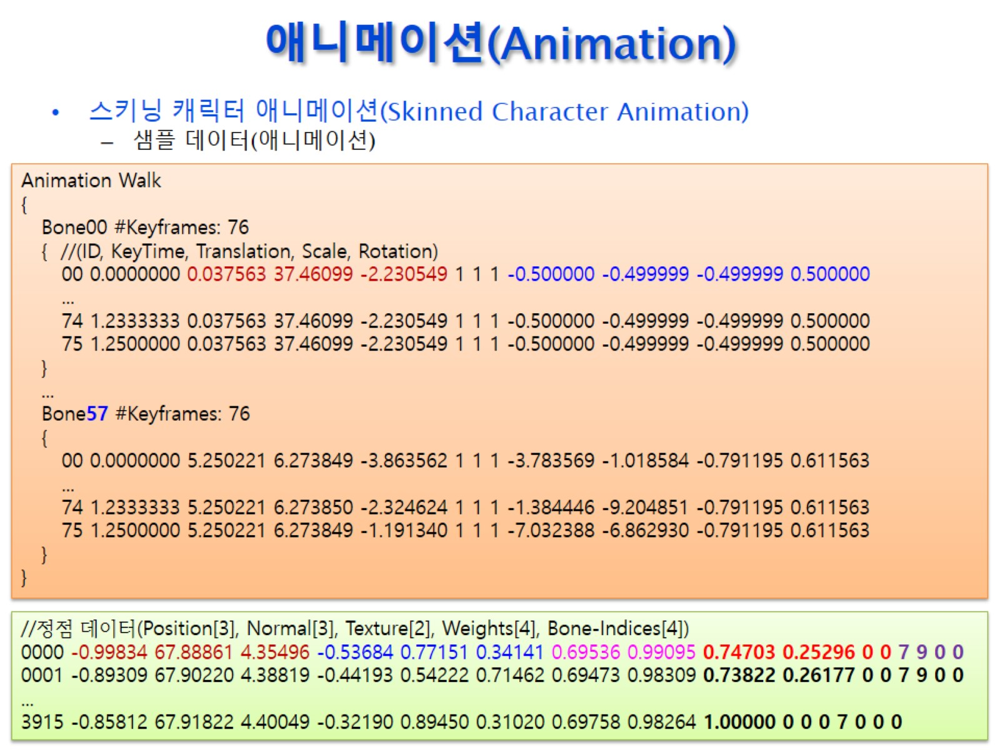 애니메이션(Animation)
• 스키닝 캐릭터 애니메이션(Skinned Character Animation)
– 샘플 데이터(애니메이션)
Animation Walk
{
Bone00 #Keyframes: 76
{ //(ID, KeyTime, Translation, Scale, Rotation)
00 0.0000000 0.037563 37.46099 -2.230549 1 1 1 -0.500000 -0.499999 -0.499999 0.500000
...
74 1.2333333 0.037563 37.46099 -2.230549 1 1 1 -0.500000 -0.499999 -0.499999 0.500000
75 1.2500000 0.037563 37.46099 -2.230549 1 1 1 -0.500000 -0.499999 -0.499999 0.500000
}
...
Bone57 #Keyframes: 76
{
00 0.0000000 5.250221 6.273849 -3.863562 1 1 1 -3.783569 -1.018584 -0.791195 0.611563
...
74 1.2333333 5.250221 6.273850 -2.324624 1 1 1 -1.384446 -9.204851 -0.791195 0.611563
75 1.2500000 5.250221 6.273849 -1.191340 1 1 1 -7.032388 -6.862930 -0.791195 0.611563
}
}
//정점 데이터(Position[3], Normal[3], Texture[2], Weights[4], Bone-Indices[4])
0000 -0.99834 67.88861 4.35496 -0.53684 0.77151 0.34141 0.69536 0.99095 0.74703 0.25296 0 0 7 9 0 0
0001 -0.89309 67.90220 4.38819 -0.44193 0.54222 0.71462 0.69473 0.98309 0.73822 0.26177 0 0 7 9 0 0
...
3915 -0.85812 67.91822 4.40049 -0.32190 0.89450 0.31020 0.69758 0.98264 1.00000 0 0 0 7 0 0 0